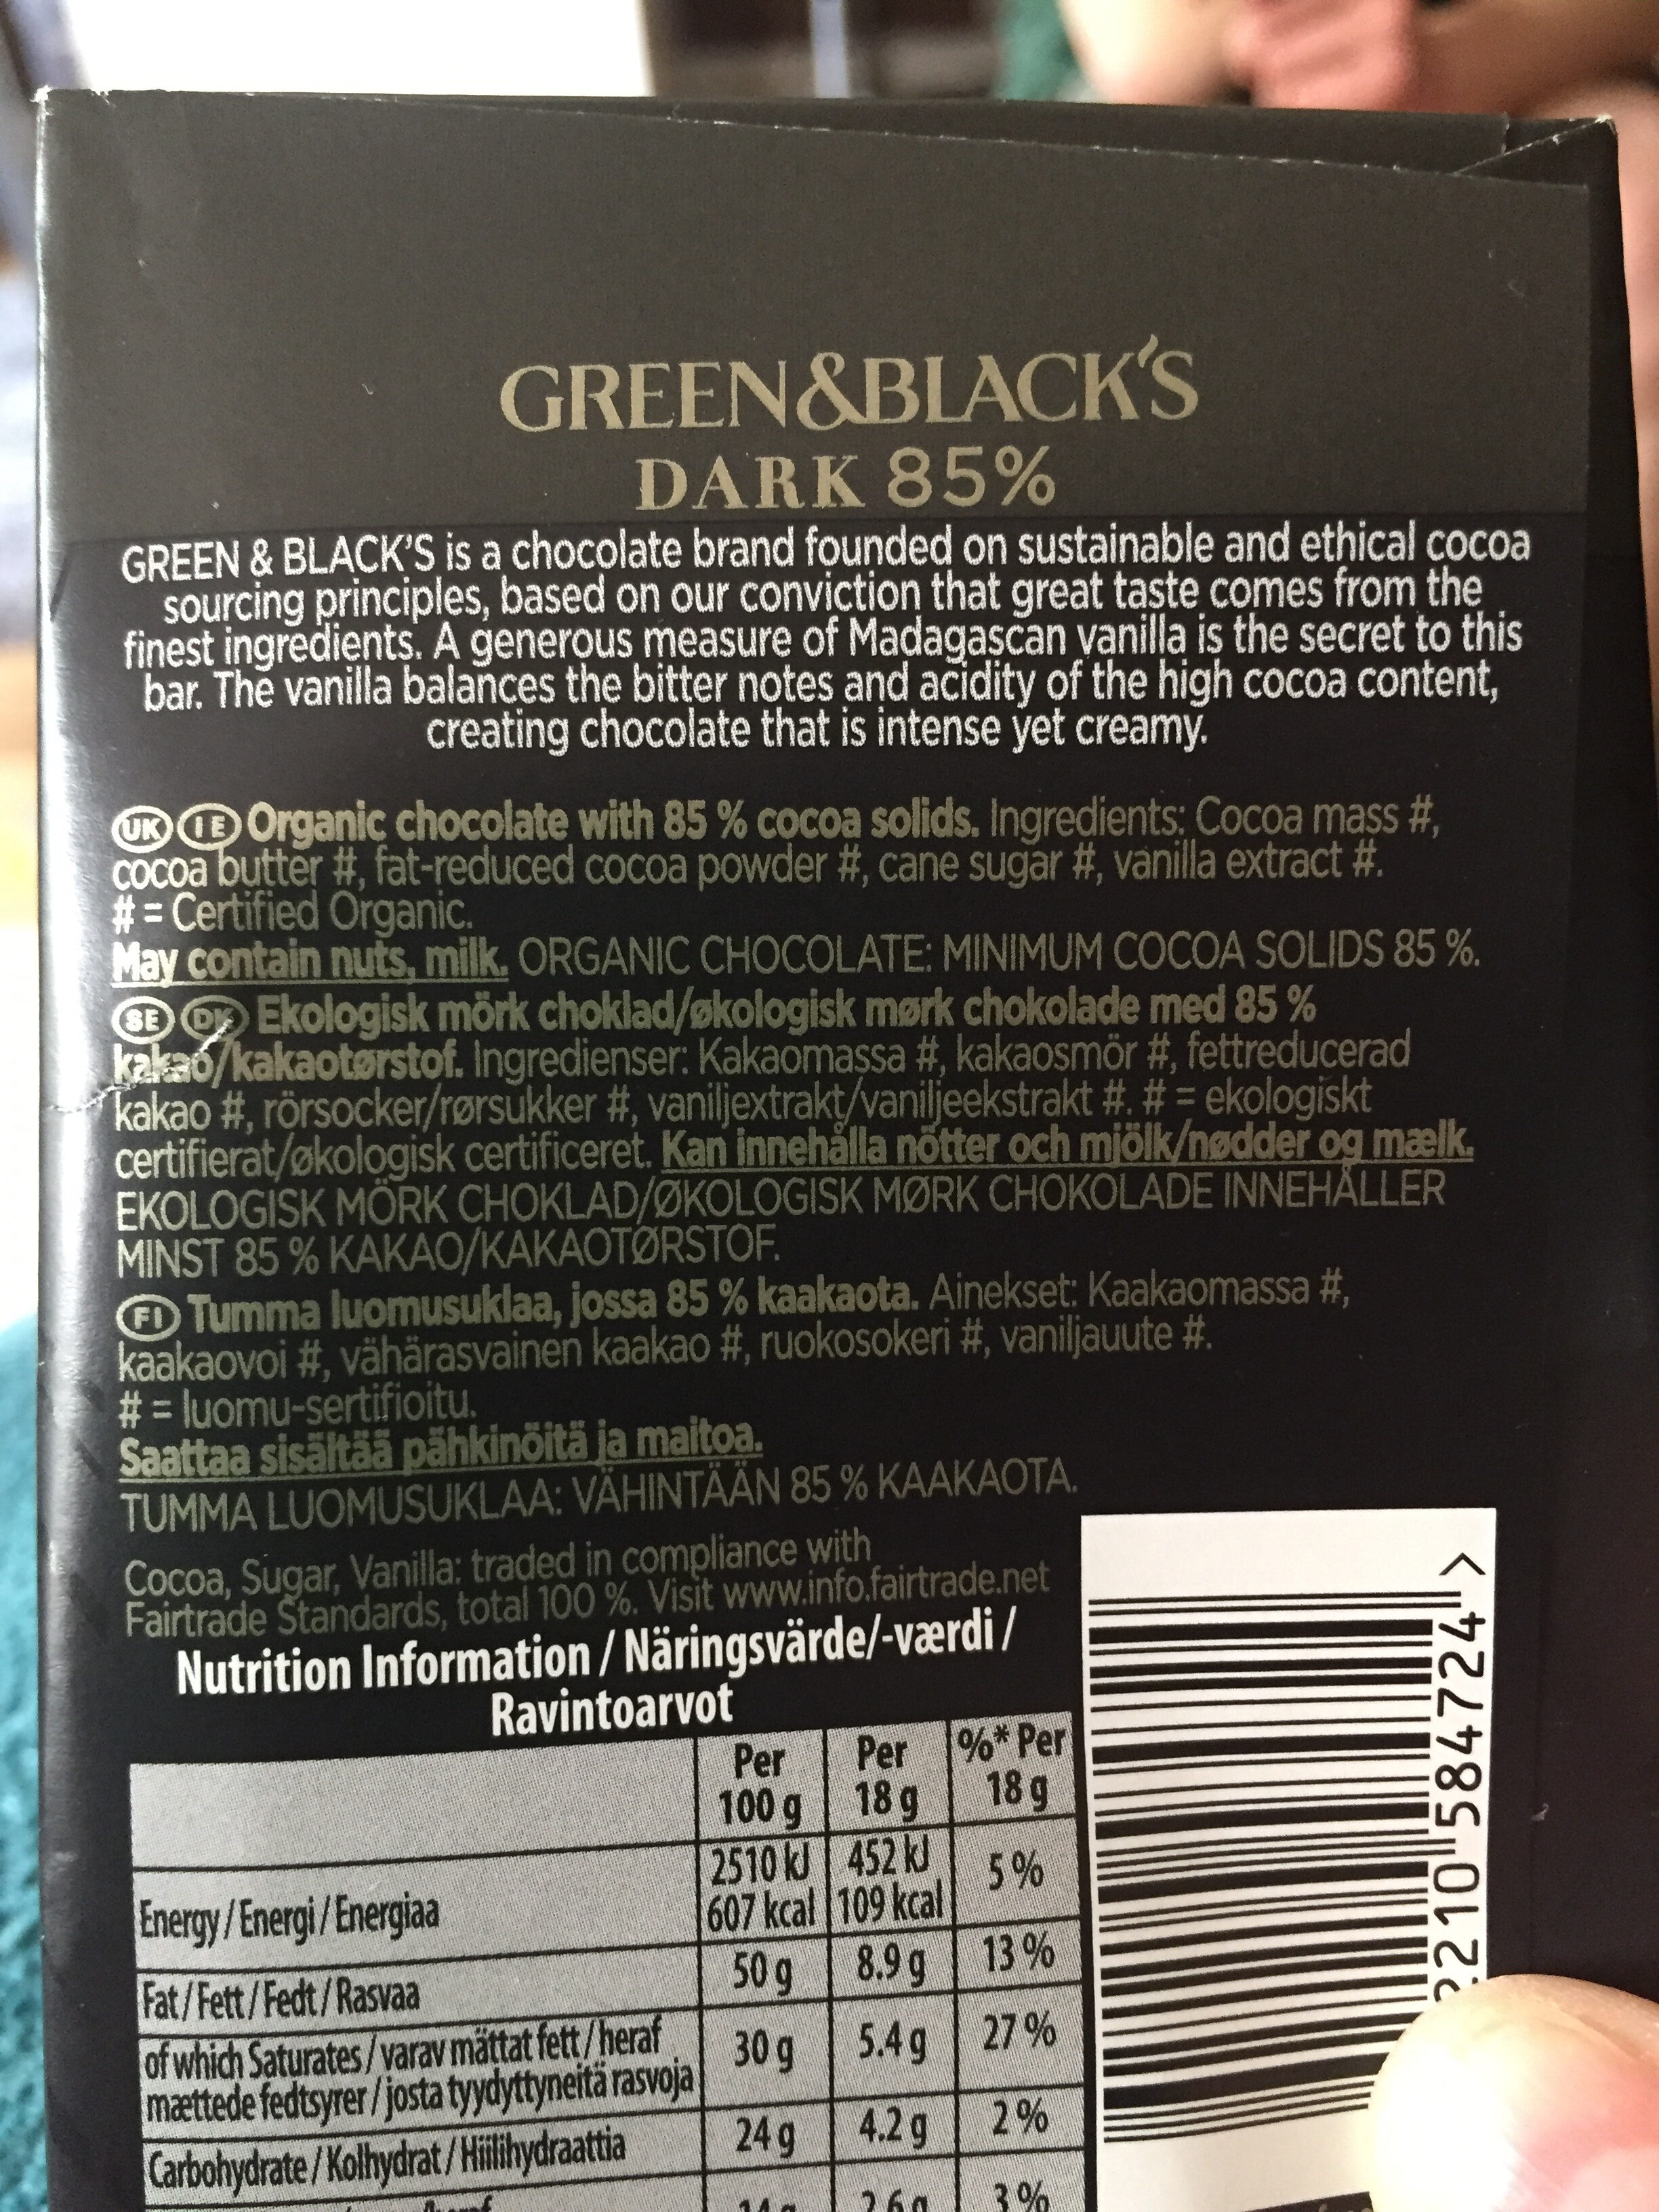 GREEN&BLACK'S
DARK 85%
GREEN & BLACK'S is a chocolate brand founded on sustainable and ethical cocoa
sourcing principles, based on our conviction that great taste comes from the
finest ingredients. A generous measure of Madagascan vanilla is the secret to this
bar. The vanilla balances the bitter notes and acidity of the high cocoa content,
creating chocolate that is intense yet creamy.
UK IE Organic chocolate with 85 % cocoa solids. Ingredients: Cocoa mass #,
cocoa butter #, fat-reduced cocoa powder #, cane sugar #, vanilla extract #.
# = Certified Organic.
May contain nuts, milk. ORGANIC CHOCOLATE: MINIMUM COCOA SOLIDS 85 %.
SE DK Ekologisk mörk choklad/økologisk mørk chokolade med 85 %
kakao/kakaotørstof. Ingredienser: Kakaomassa #, kakaosmör #, fettreducerad
kakao #, rörsocker/rørsukker #, vaniljextrakt/vaniljeekstrakt #. # = ekologiskt
certifierat/økologisk certificeret. Kan innehålla nötter och mjölk/nødder og mælk.
EKOLOGISK MÖRK CHOKLAD/ØKOLOGISK MØRK CHOKOLADE INNEHÅLLER
MINST 85 % KAKAO/KAKAOTØRSTOF.
FI Tumma luomusuklaa, jossa 85 % kaakaota. Ainekset: Kaakaomassa #,
kaakaovoi #, vähärasvainen kaakao #, ruokosokeri #, vaniljauute #.
# = luomu-sertifioitu.
Saattaa sisältää pähkinöitä ja maitoa.
TUMMA LUOMUSUKLAA: VÄHINTÄÄN 85 % KAAKAOTA.
Cocoa, Sugar, Vanilla: traded in compliance with
Fairtrade Standards, total 100 %. Visit www.info.fairtrade.net
Nutrition Information / Näringsvärde/-værdi /
Ravintoarvot
Per 100 g Per 18 g %* Per 18 g
Energy / Energi / Energiaa 2510 kJ 607 kcal 452 kJ 109 kcal 5 %
Fat / Fett / Fedt / Rasvaa 50 g 8.9 g 13 %
of which Saturates / varav mättat fett / heraf
mættede fedtsyrer / josta tyydyttyneitä rasvoja 30 g 5.4 g 27 %
Carbohydrate / Kolhydrat / Hiilihydraattia 24 g 4.2 g 2 %
14 g 2.6 g 3 %
2210 584724 >